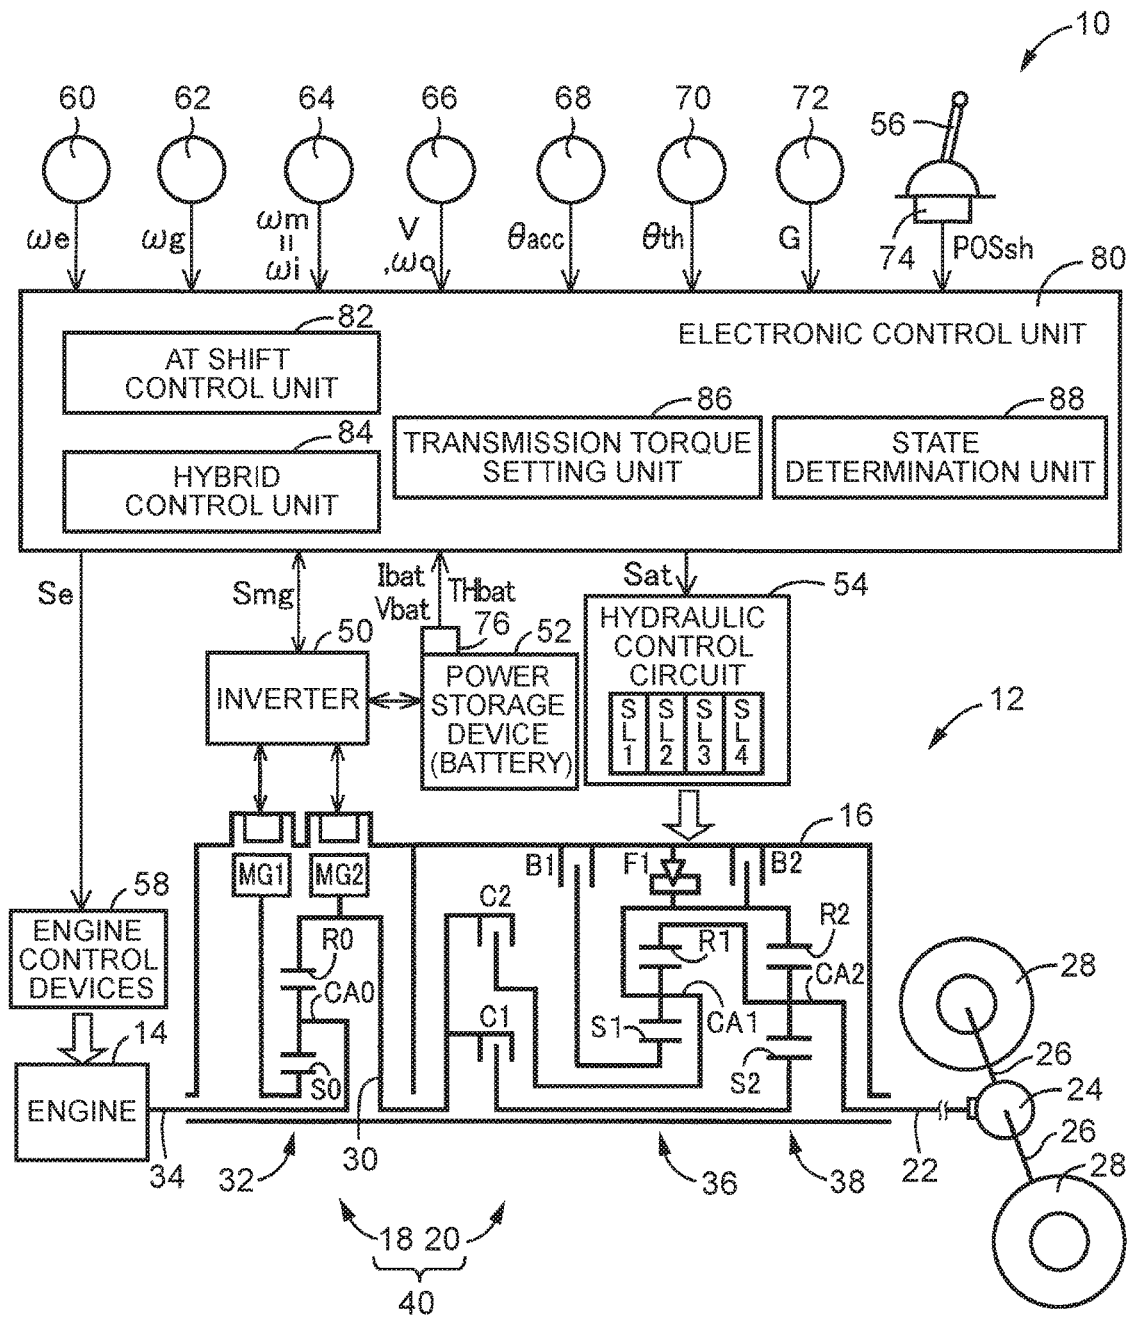 10
60 62 64 66 68 70 72 56
ωe ωg ωm = ωi V ,ωo θacc θth G 74 POSsh
80
82
AT SHIFT
CONTROL UNIT
ELECTRONIC CONTROL UNIT
84
HYBRID
CONTROL UNIT
86
TRANSMISSION TORQUE
SETTING UNIT
88
STATE
DETERMINATION UNIT
Se Smg Ibat
Vbat THbat Sat
50
INVERTER
76 52
POWER
STORAGE
DEVICE
(BATTERY)
54
HYDRAULIC
CONTROL
CIRCUIT
SL1 SL2 SL3 SL4
12
16
58
ENGINE
CONTROL
DEVICES
MG1 MG2 B1 F1 B2
C2 R0 R1 R2
CA0 C1 S1 CA1 CA2
S0 S2
14
ENGINE
28
26
24
26
28
34 32 30 36 38 22
18 20
40